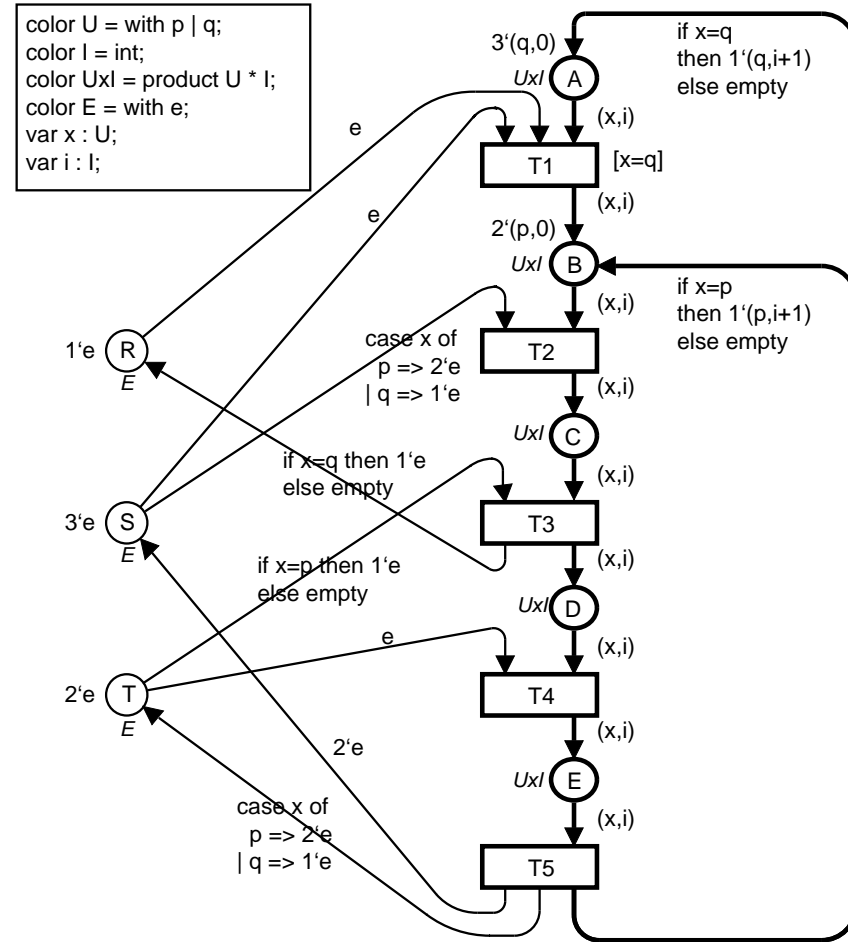 color U = with p | q;
color I = int;
color UxI = product U * I;
color E = with e;
var x : U;
var i : I;
3‘(q,0)
UxI
A
if x=q
then 1‘(q,i+1)
else empty
(x,i)
e
T1
[x=q]
(x,i)
e
2‘(p,0)
UxI
B
if x=p
then 1‘(p,i+1)
else empty
(x,i)
1‘e
R
E
case x of
p => 2‘e
| q => 1‘e
T2
(x,i)
UxI
C
if x=q then 1‘e
else empty
(x,i)
3‘e
S
E
T3
if x=p then 1‘e
else empty
(x,i)
UxI
D
e
(x,i)
2‘e
T
E
T4
(x,i)
2‘e
UxI
E
case x of
p => 2‘e
| q => 1‘e
(x,i)
T5